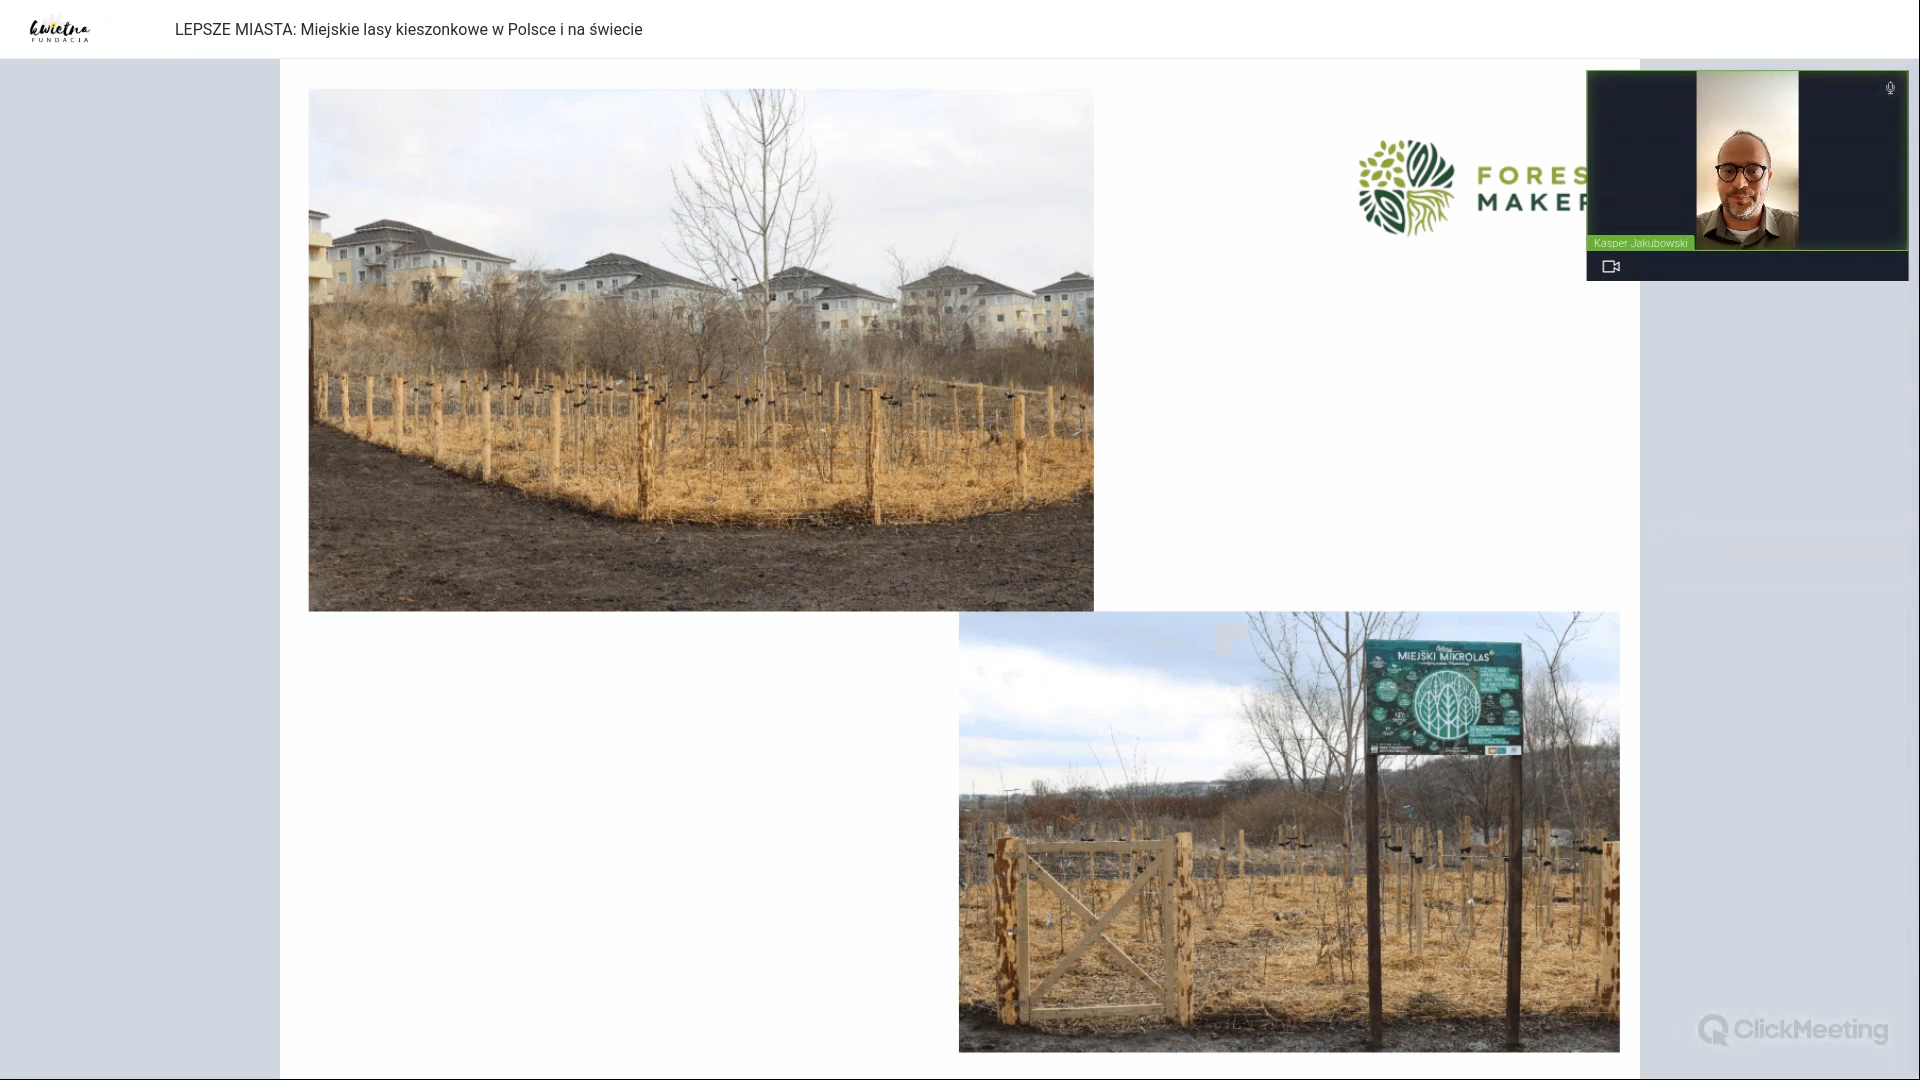 kwietna
FUNDACJA
LEPSZE MIASTA: Miejskie lasy kieszonkowe w Polsce i na świecie
FORES
MAKER
Kasper Jakubowski
MIEJSKI MIKROLAS
ClickMeeting